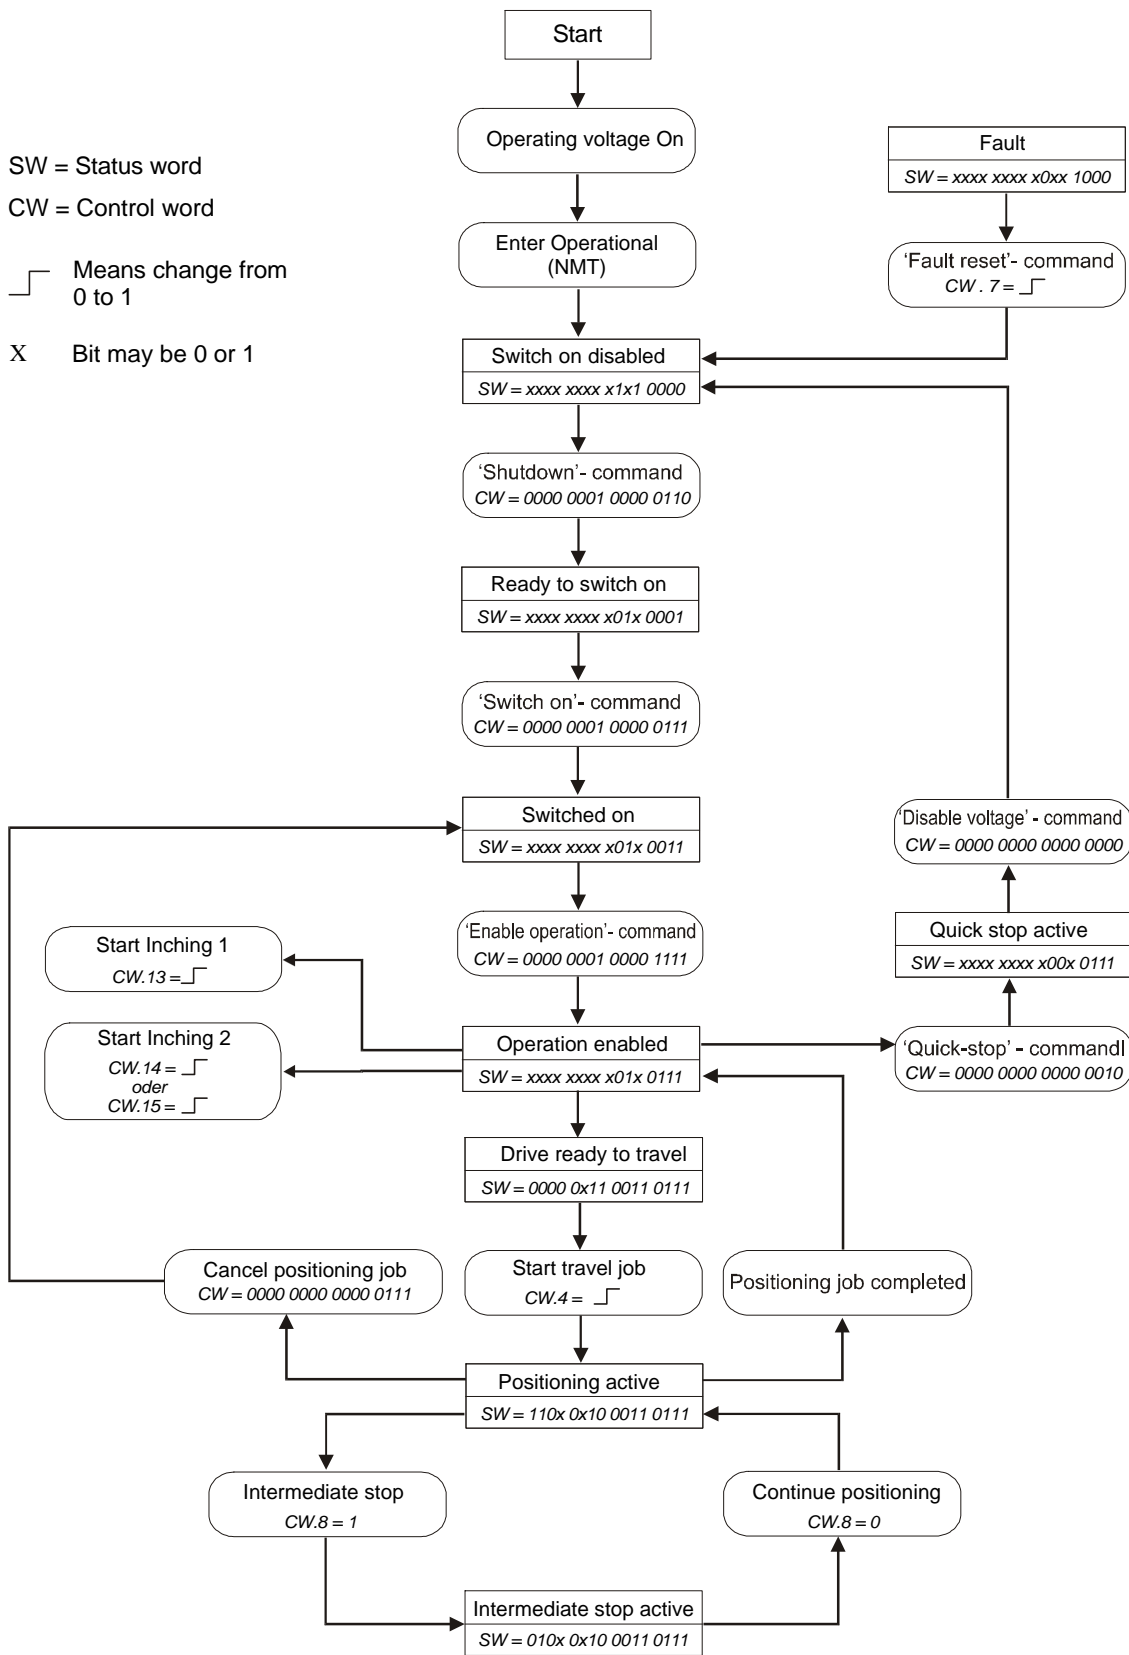 Start
Operating voltage On
SW = Status word
CW = Control word
Means change from
0 to 1
X Bit may be 0 or 1
Fault
SW = xxxx xxxx x0xx 1000
Enter Operational
(NMT)
'Fault reset'- command
CW . 7 =
Switch on disabled
SW = xxxx xxxx x1x1 0000
'Shutdown'- command
CW = 0000 0001 0000 0110
Ready to switch on
SW = xxxx xxxx x01x 0001
'Switch on'- command
CW = 0000 0001 0000 0111
Switched on
SW = xxxx xxxx x01x 0011
'Disable voltage' - command
CW = 0000 0000 0000 0000
'Enable operation'- command
CW = 0000 0001 0000 1111
Quick stop active
SW = xxxx xxxx x00x 0111
Start Inching 1
CW.13 =
Start Inching 2
CW.14 =
oder
CW.15 =
Operation enabled
SW = xxxx xxxx x01x 0111
'Quick-stop' - commandl
CW = 0000 0000 0000 0010
Drive ready to travel
SW = 0000 0x11 0011 0111
Cancel positioning job
CW = 0000 0000 0000 0111
Start travel job
CW.4 =
Positioning job completed
Positioning active
SW = 110x 0x10 0011 0111
Intermediate stop
CW.8 = 1
Continue positioning
CW.8 = 0
Intermediate stop active
SW = 010x 0x10 0011 0111